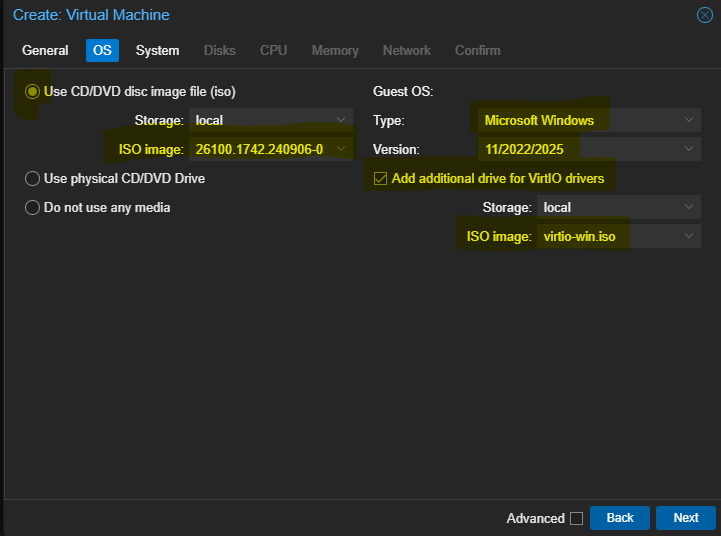 Create: Virtual Machine
General OS System Disks CPU Memory Network Confirm
Use CD/DVD disc image file (iso)
Storage: local
ISO image: 26100.1742.240906-0
Use physical CD/DVD Drive
Do not use any media
Guest OS:
Type: Microsoft Windows
Version: 11/2022/2025
Add additional drive for VirtIO drivers
Storage: local
ISO image: virtio-win.iso
Advanced Back Next